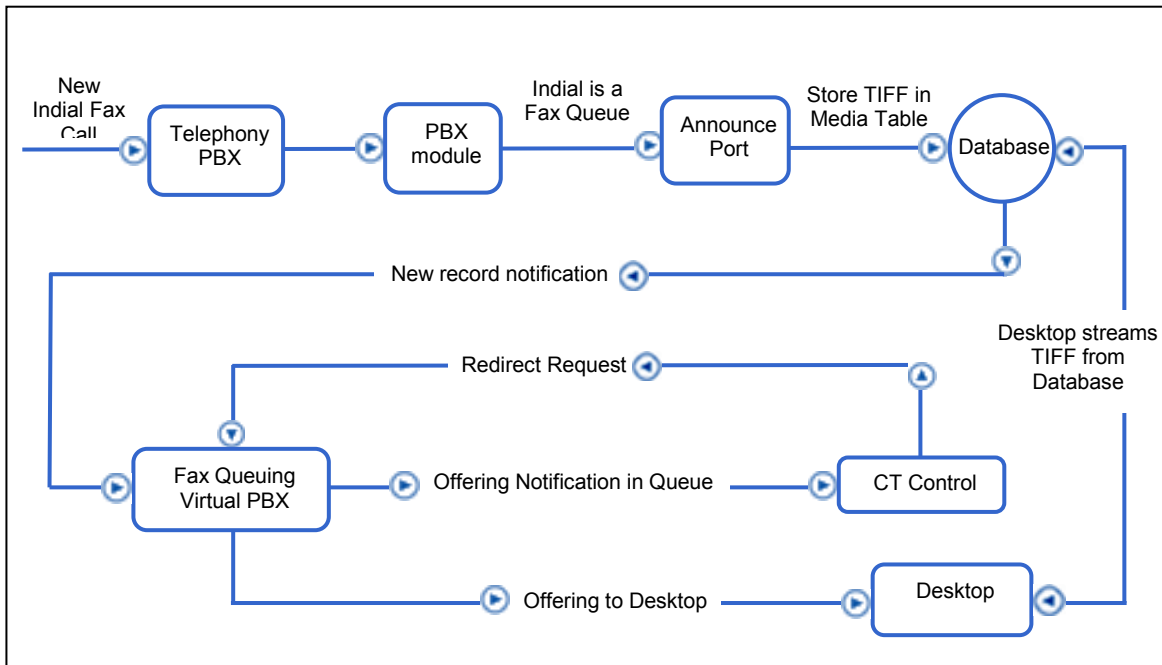 New
Indial Fax
Call
Telephony
PBX
PBX
module
Indial is a
Fax Queue
Announce
Port
Store TIFF in
Media Table
Database
New record notification
Desktop streams
TIFF from
Database
Redirect Request
Fax Queuing
Virtual PBX
Offering Notification in Queue
CT Control
Offering to Desktop
Desktop